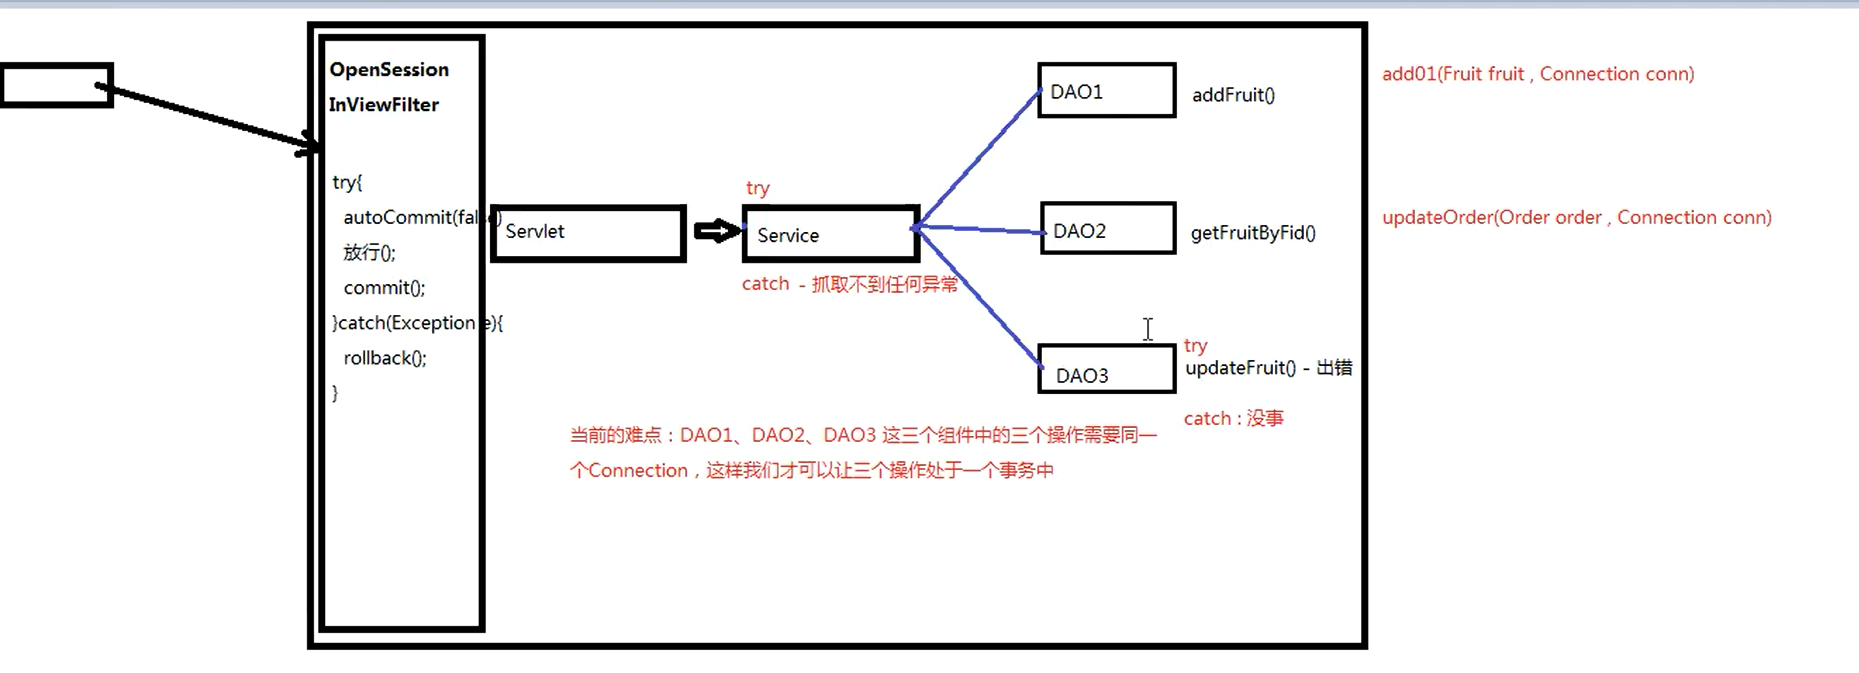 OpenSession
InViewFilter
try{
autoCommit(false)
放行();
commit();
}catch(Exception e){
rollback();
}
Servlet
try
Service
catch - 抓取不到任何异常
DAO1
addFruit()
DAO2
getFruitByFid()
DAO3
try
updateFruit() - 出错
catch : 没事
当前的难点：DAO1、DAO2、DAO3 这三个组件中的三个操作需要同一
个Connection，这样我们才可以让三个操作处于一个事务中
add01(Fruit fruit , Connection conn)
updateOrder(Order order , Connection conn)